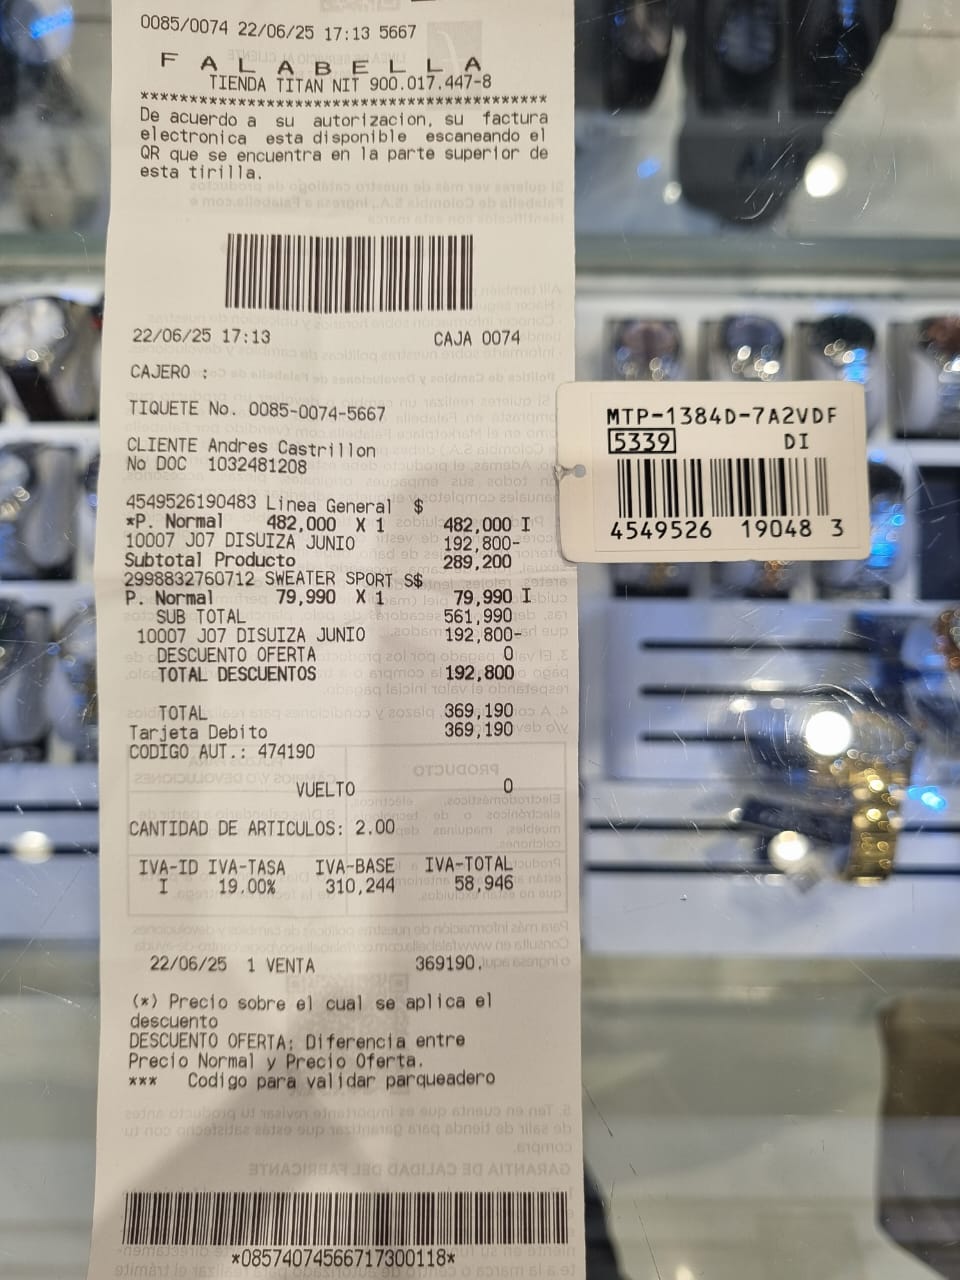 0085/0074 22/06/25 17:13 5667
F A L A B E L L A
TIENDA TITAN NIT 900.017.447-8
******************************************
De acuerdo a su autorizacion, su factura
electronica esta disponible escaneando el
QR que se encuentra en la parte superior de
esta tirilla.
22/06/25 17:13 CAJA 0074
CAJERO :
TIQUETE No. 0085-0074-5667
CLIENTE Andres Castrillon
No DOC 1032481208
4549526190483 Linea General $
*P. Normal 482,000 X 1 482,000 I
10007 J07 DISUIZA JUNIO 192,800-
Subtotal Producto 289,200
2998832760712 SWEATER SPORT S$
P. Normal 79,990 X 1 79,990 I
SUB TOTAL 561,990
10007 J07 DISUIZA JUNIO 192,800-
DESCUENTO OFERTA 0
TOTAL DESCUENTOS 192,800
TOTAL 369,190
Tarjeta Debito 369,190
CODIGO AUT.: 474190
VUELTO 0
CANTIDAD DE ARTICULOS: 2.00
IVA-ID IVA-TASA IVA-BASE IVA-TOTAL
I 19.00% 310,244 58,946
22/06/25 1 VENTA 369190.
(*) Precio sobre el cual se aplica el
descuento
DESCUENTO OFERTA: Diferencia entre
Precio Normal y Precio Oferta.
*** Codigo para validar parqueadero
*08574074566717300118*
MTP-1384D-7A2VDF
5339 DI
4549526 19048 3